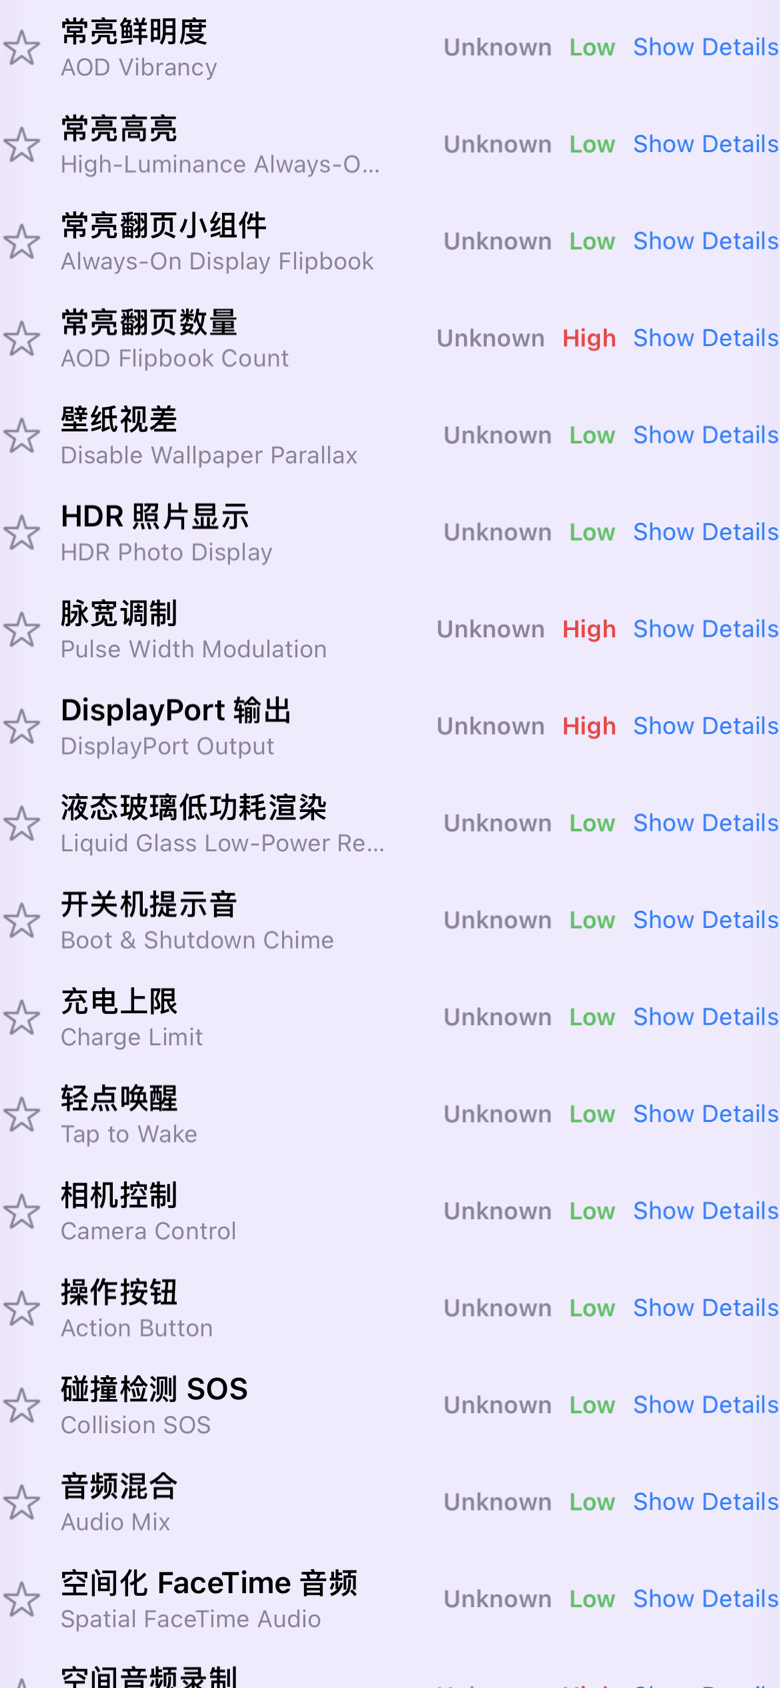 常亮鲜明度
AOD Vibrancy
Unknown Low Show Details
常亮高亮
High-Luminance Always-O...
Unknown Low Show Details
常亮翻页小组件
Always-On Display Flipbook
Unknown Low Show Details
常亮翻页数量
AOD Flipbook Count
Unknown High Show Details
壁纸视差
Disable Wallpaper Parallax
Unknown Low Show Details
HDR 照片显示
HDR Photo Display
Unknown Low Show Details
脉宽调制
Pulse Width Modulation
Unknown High Show Details
DisplayPort 输出
DisplayPort Output
Unknown High Show Details
液态玻璃低功耗渲染
Liquid Glass Low-Power Re...
Unknown Low Show Details
开关机提示音
Boot & Shutdown Chime
Unknown Low Show Details
充电上限
Charge Limit
Unknown Low Show Details
轻点唤醒
Tap to Wake
Unknown Low Show Details
相机控制
Camera Control
Unknown Low Show Details
操作按钮
Action Button
Unknown Low Show Details
碰撞检测 SOS
Collision SOS
Unknown Low Show Details
音频混合
Audio Mix
Unknown Low Show Details
空间化 FaceTime 音频
Spatial FaceTime Audio
Unknown Low Show Details
空间音频录制